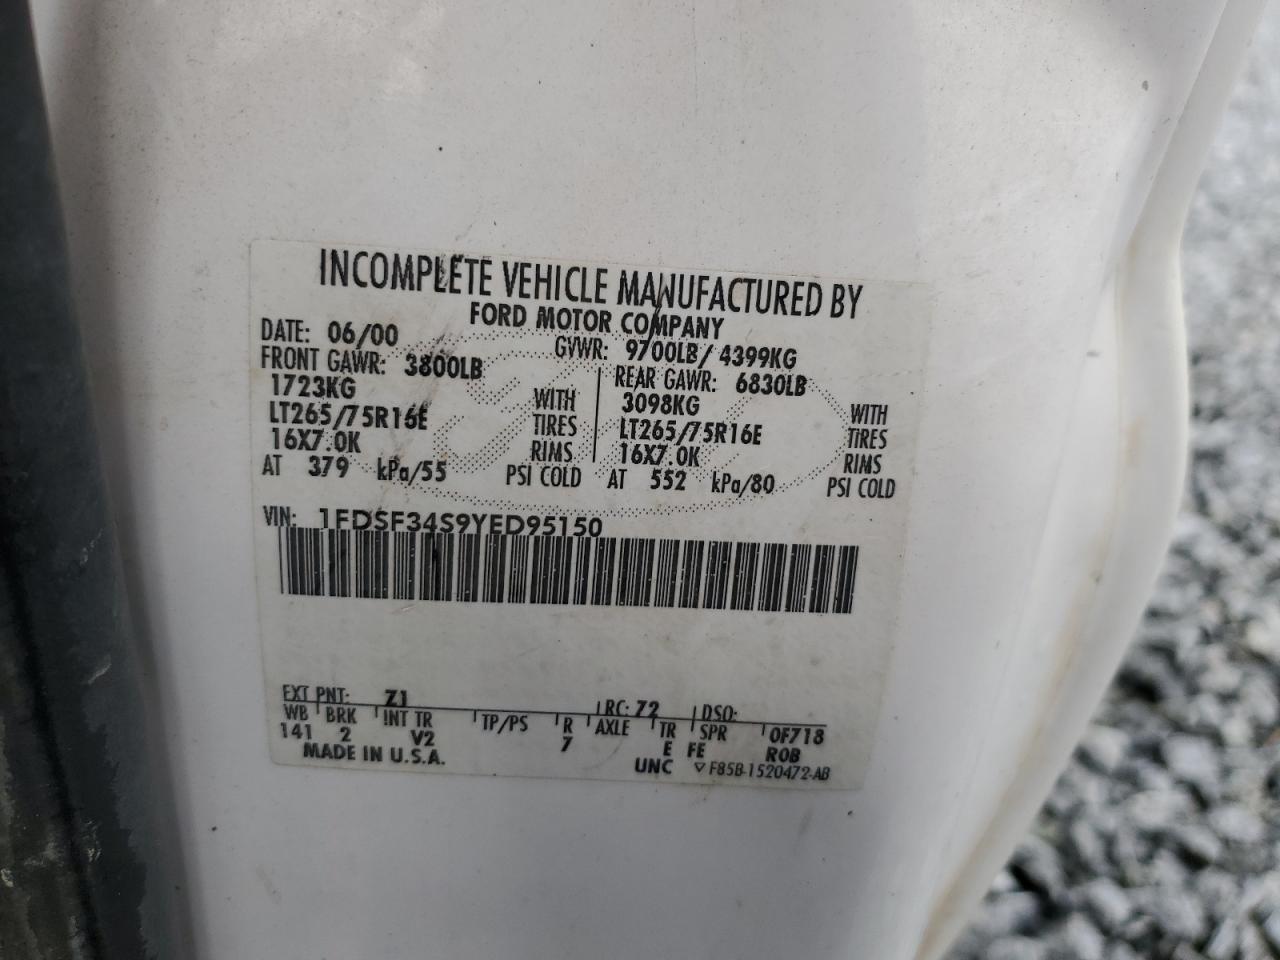 INCOMPLETE VEHICLE MANUFACTURED BY
FORD MOTOR COMPANY
DATE: 06/00 GVWR: 9700LB/ 4399KG
FRONT GAWR: 3800LB REAR GAWR: 6830LB
1723KG WITH 3098KG WITH
LT265/75R16E TIRES LT265/75R16E TIRES
16X7.0K RIMS 16X7.0K RIMS
AT 379 kPa/55 PSI COLD AT 552 kPa/80 PSI COLD
VIN: 1FDSF34S9YED95150
EXT PNT: Z1 RC: 72 DSO:
WB BRK INT TR TP/PS R AXLE TR SPR 0F718
141 2 V2 7 E FE ROB
MADE IN U.S.A. UNC ▽ F85B-1520472-AB